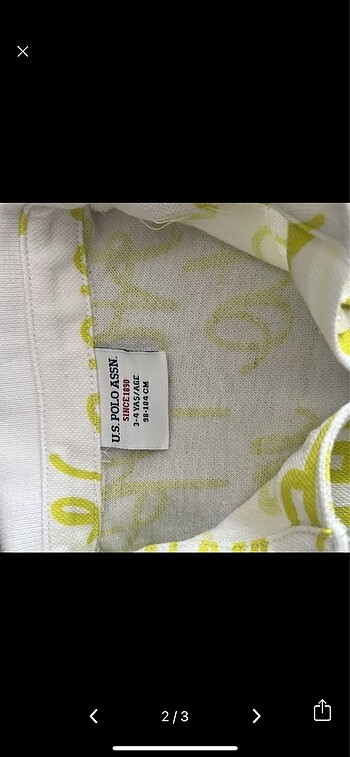 U.S. POLO ASSN.
SINCE 1890
3-4 YAŞ/AGE
98-104 CM
2/3